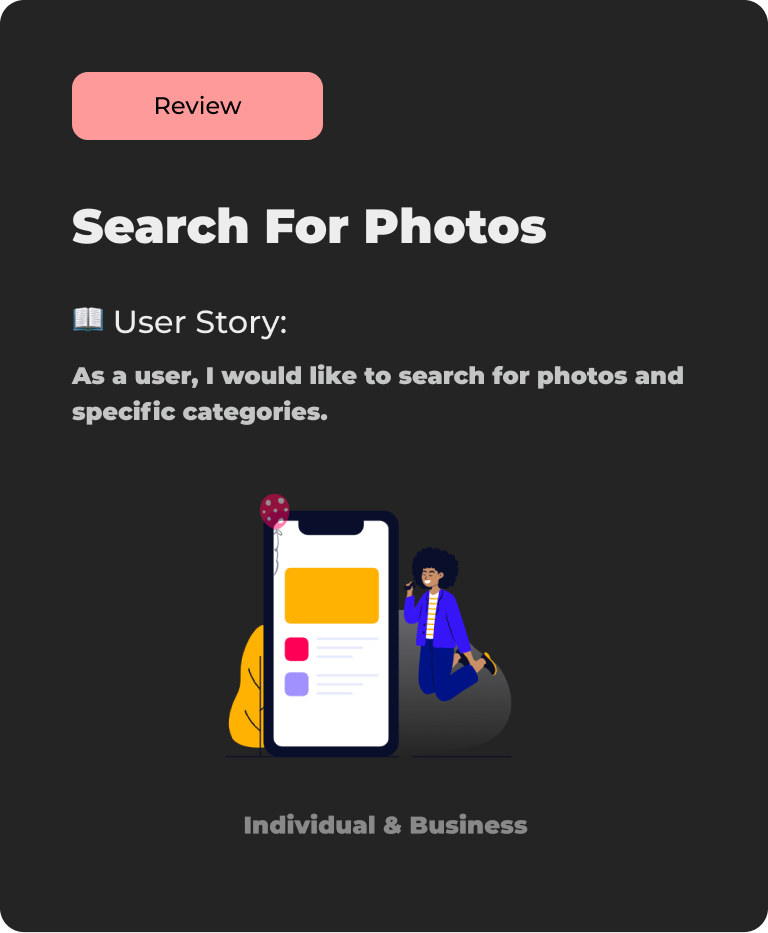 Review
Search For Photos
📖 User Story:
As a user, I would like to search for photos and
specific categories.
Individual & Business